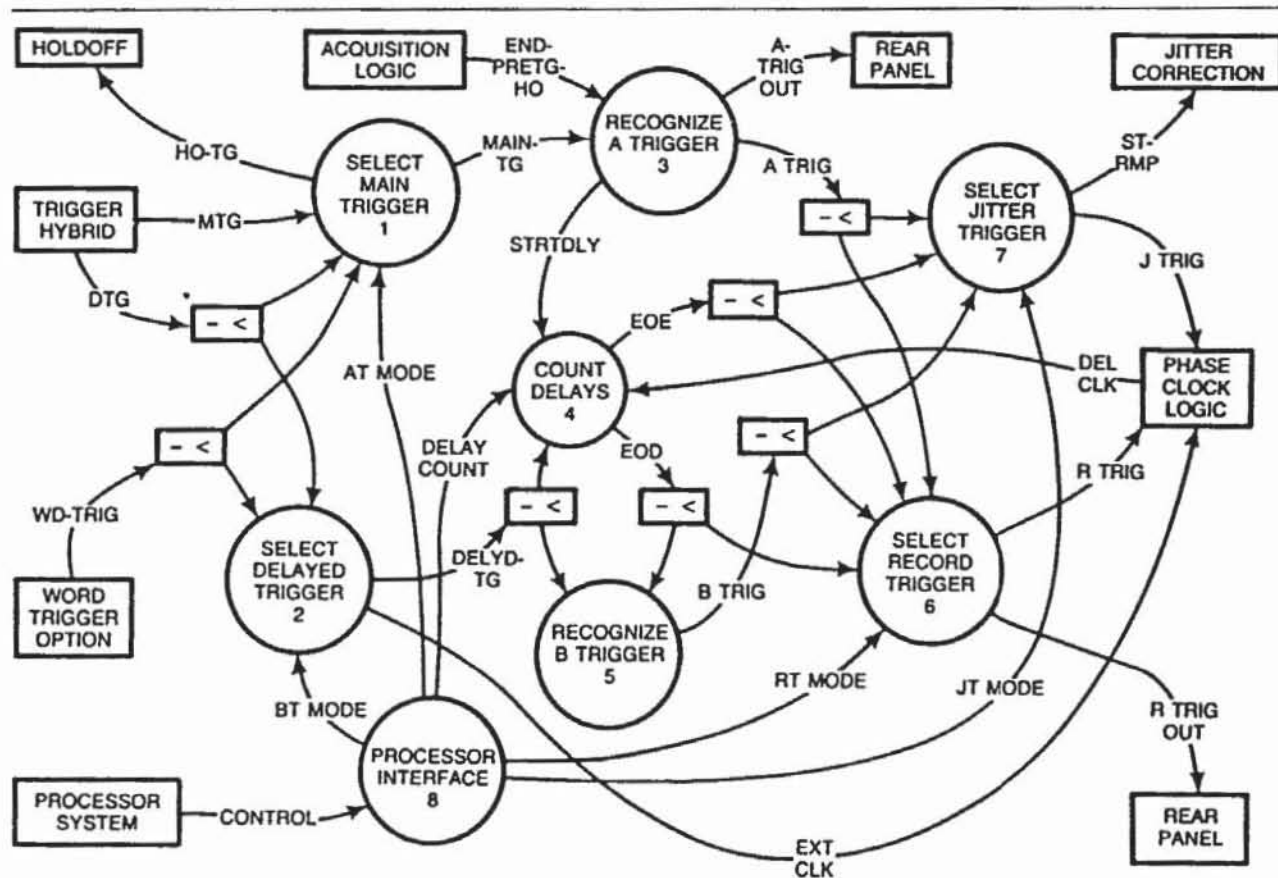 HOLDOFF
ACQUISITION
LOGIC
END-
PRETG-
HO
A-
TRIG
OUT
REAR
PANEL
JITTER
CORRECTION
HO-TG
SELECT
MAIN
TRIGGER
1
MAIN-
TG
RECOGNIZE
A TRIGGER
3
A TRIG
ST-
RMP
TRIGGER
HYBRID
MTG
- <
SELECT
JITTER
TRIGGER
7
STRTDLY
J TRIG
DTG
- <
EOE
- <
AT MODE
COUNT
DELAYS
4
DEL
CLK
PHASE
CLOCK
LOGIC
- <
DELAY
COUNT
EOD
- <
R TRIG
WD-TRIG
- <
- <
SELECT
DELAYED
TRIGGER
2
DELYD-
TG
SELECT
RECORD
TRIGGER
6
WORD
TRIGGER
OPTION
B TRIG
RECOGNIZE
B TRIGGER
5
BT MODE
RT MODE
JT MODE
R TRIG
OUT
PROCESSOR
INTERFACE
8
PROCESSOR
SYSTEM
CONTROL
REAR
PANEL
EXT
CLK